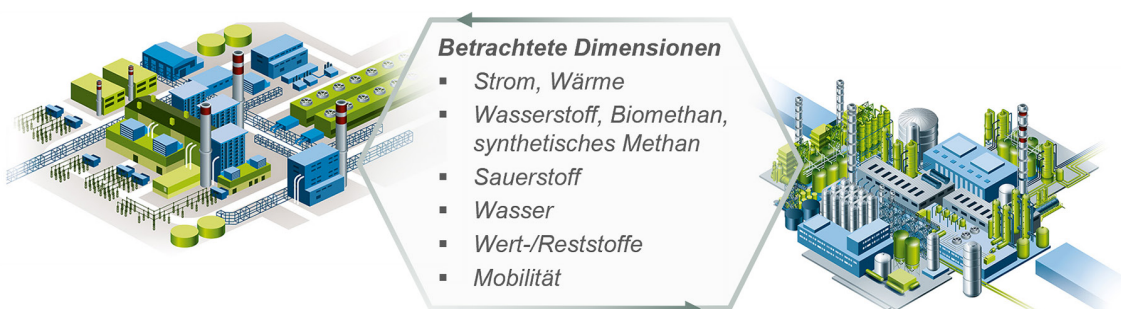 Betrachtete Dimensionen
▪ Strom, Wärme
▪ Wasserstoff, Biomethan,
synthetisches Methan
▪ Sauerstoff
▪ Wasser
▪ Wert-/Reststoffe
▪ Mobilität